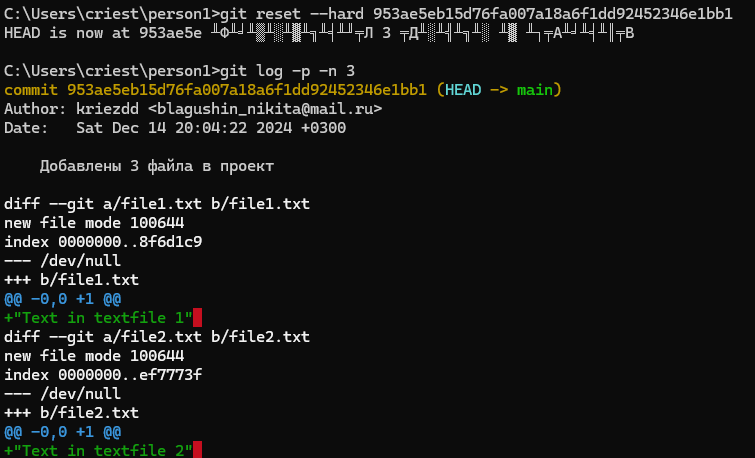 C:\Users\criest\person1>git reset --hard 953ae5eb15d76fa007a18a6f1dd92452346e1bb1
HEAD is now at 953ae5e 3
C:\Users\criest\person1>git log -p -n 3
commit 953ae5eb15d76fa007a18a6f1dd92452346e1bb1 (HEAD -> main)
Author: kriezdd <blagushin_nikita@mail.ru>
Date:   Sat Dec 14 20:04:22 2024 +0300
Добавлены 3 файла в проект
diff --git a/file1.txt b/file1.txt
new file mode 100644
index 0000000..8f6d1c9
--- /dev/null
+++ b/file1.txt
@@ -0,0 +1 @@
+"Text in textfile 1"
diff --git a/file2.txt b/file2.txt
new file mode 100644
index 0000000..ef7773f
--- /dev/null
+++ b/file2.txt
@@ -0,0 +1 @@
+"Text in textfile 2"